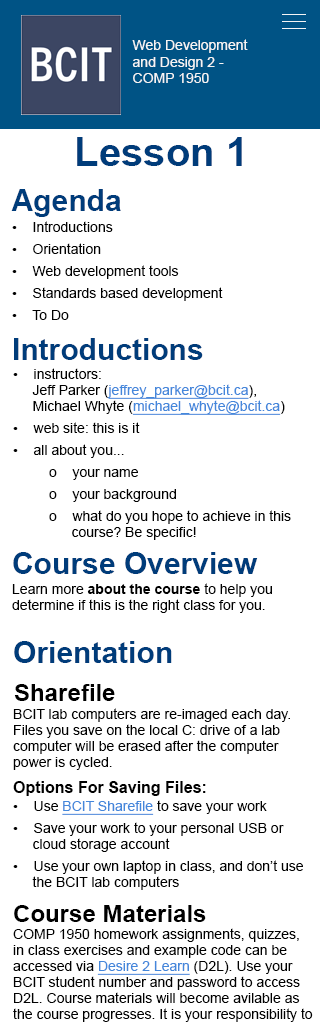 BCIT
Web Development
and Design 2 -
COMP 1950
Lesson 1
Agenda
• Introductions
• Orientation
• Web development tools
• Standards based development
• To Do
Introductions
• instructors:
Jeff Parker (jeffrey_parker@bcit.ca),
Michael Whyte (michael_whyte@bcit.ca)
• web site: this is it
• all about you...
o your name
o your background
o what do you hope to achieve in this
course? Be specific!
Course Overview
Learn more about the course to help you
determine if this is the right class for you.
Orientation
Sharefile
BCIT lab computers are re-imaged each day.
Files you save on the local C: drive of a lab
computer will be erased after the computer
power is cycled.
Options For Saving Files:
• Use BCIT Sharefile to save your work
• Save your work to your personal USB or
cloud storage account
• Use your own laptop in class, and don’t use
the BCIT lab computers
Course Materials
COMP 1950 homework assignments, quizzes,
in class exercises and example code can be
accessed via Desire 2 Learn (D2L). Use your
BCIT student number and password to access
D2L. Course materials will become avilable as
the course progresses. It is your responsibility to